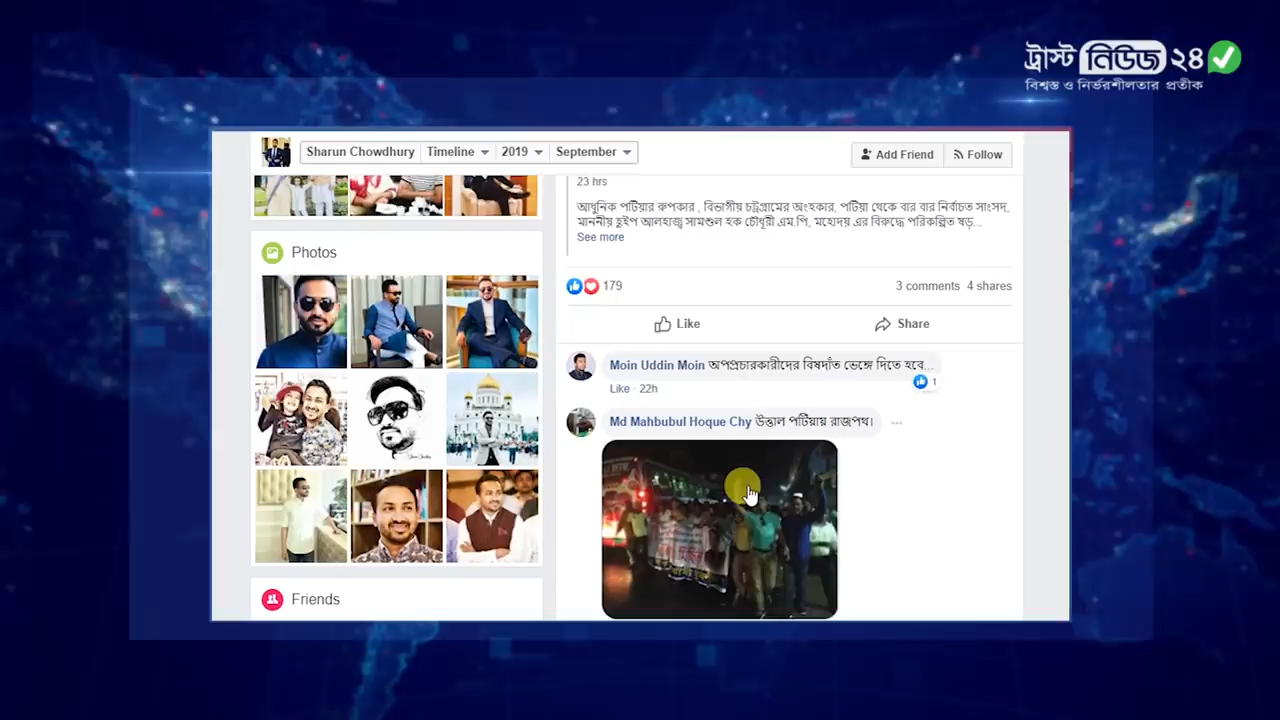 ট্রাস্ট নিউজ ২৪
বিশ্বস্ত ও নির্ভরশীলতার প্রতীক
Sharun Chowdhury Timeline 2019 September
Add Friend Follow
23 hrs
আধুনিক পটিয়ার রুপকার , বিভাগীয় চট্রগ্রামের অংহকার, পটিয়া থেকে বার বার নির্বাচত সাংসদ,
মাননীয় হুইপ আলহাজ্ব সামশুল হক চৌধূরী এম.পি, মহোদয় এর বিরুদ্ধে পরিকল্পিত ষড়...
See more
Photos
179
3 comments 4 shares
Like Share
Moin Uddin Moin অপপ্রচারকারীদের বিষদাঁত ভেঙ্গে দিতে হবে...
Like · 22h
1
Md Mahbubul Hoque Chy উত্তাল পটিয়ায় রাজপথ।
Friends